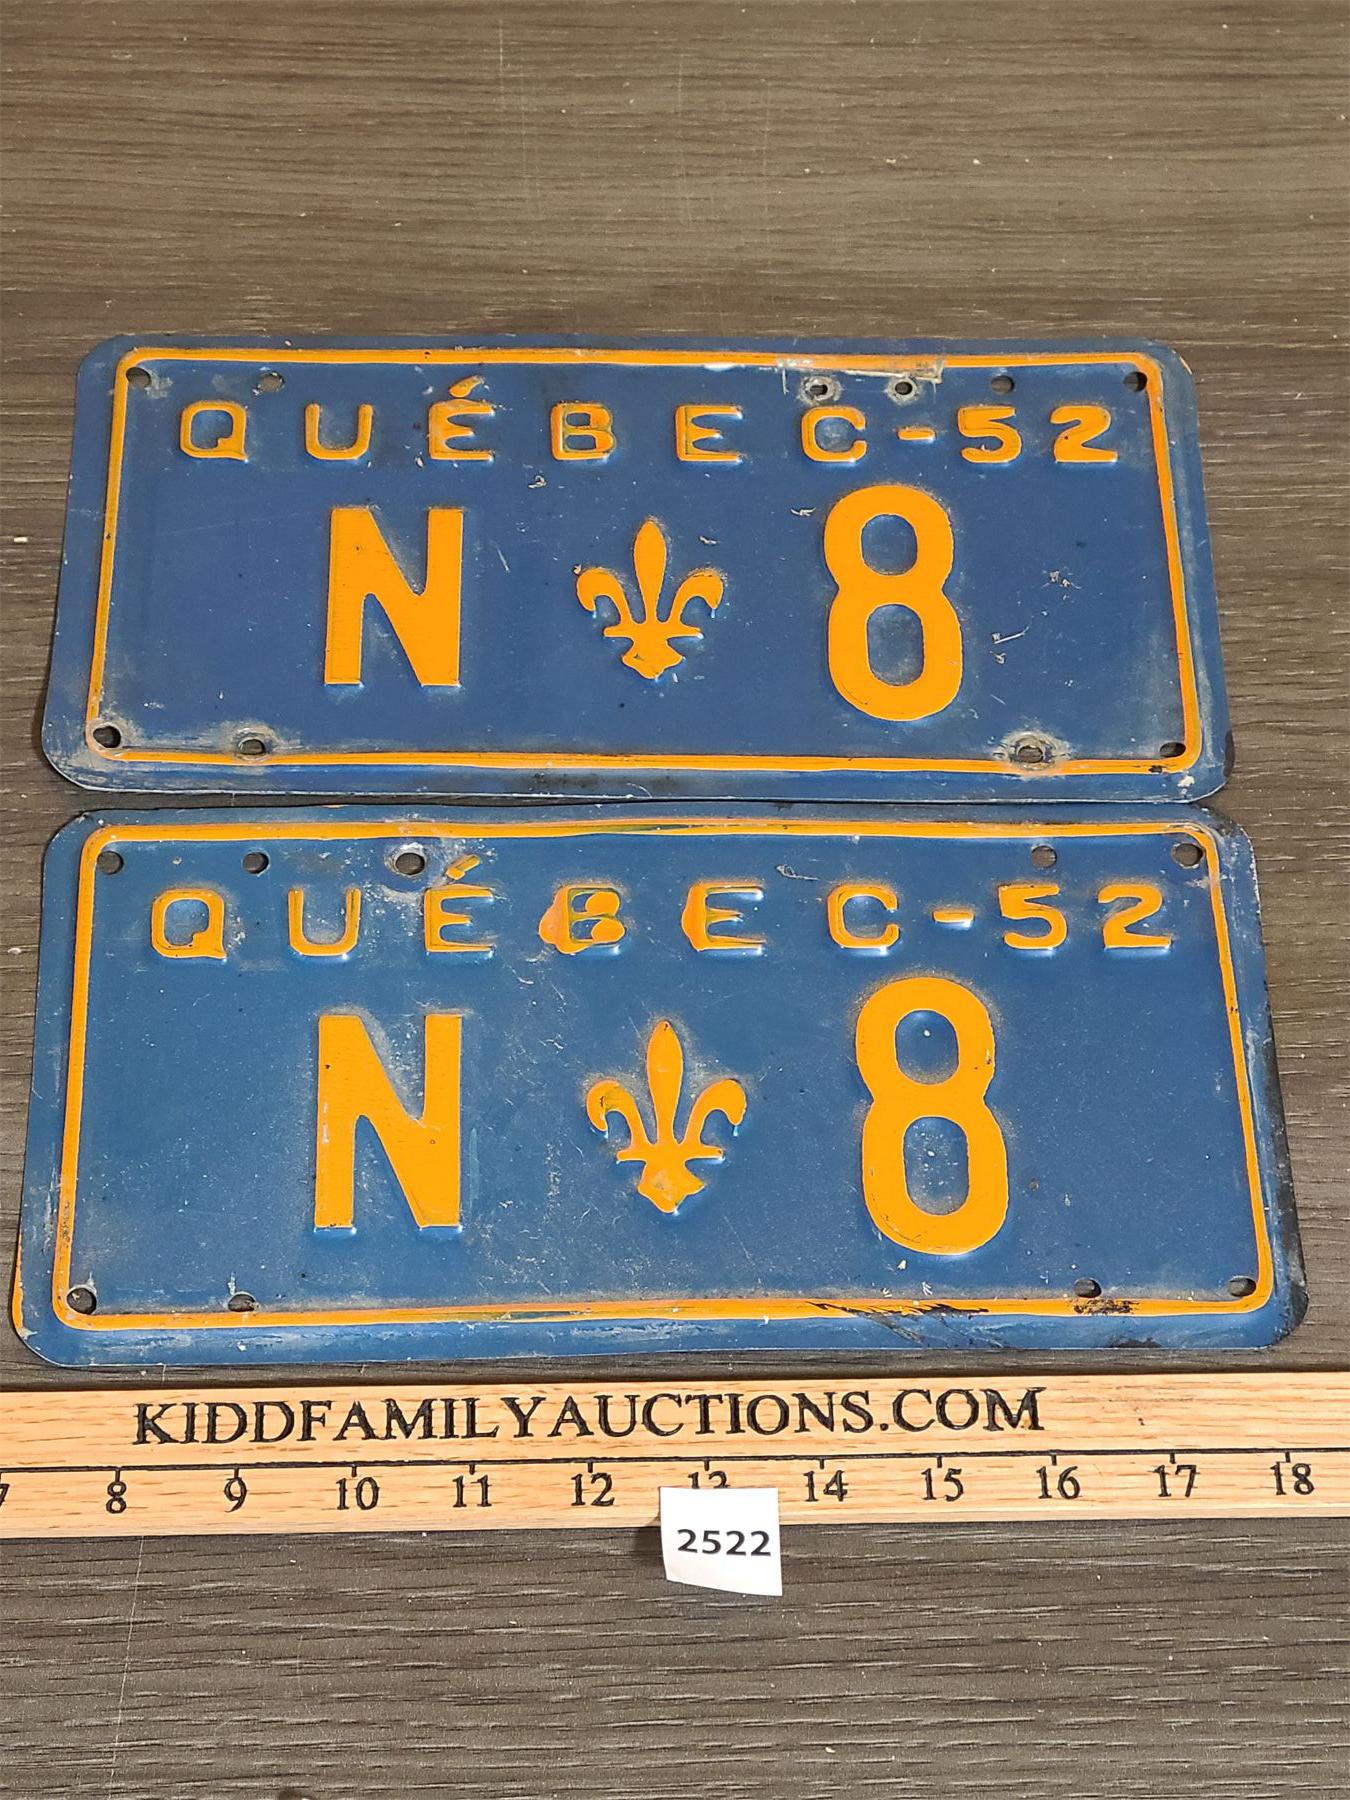 QUÉBEC-52
N ⚜ 8
QUÉBEC-52
N ⚜ 8
KIDDFAMILYAUCTIONS.COM
7 8 9 10 11 12 13 14 15 16 17 18
2522